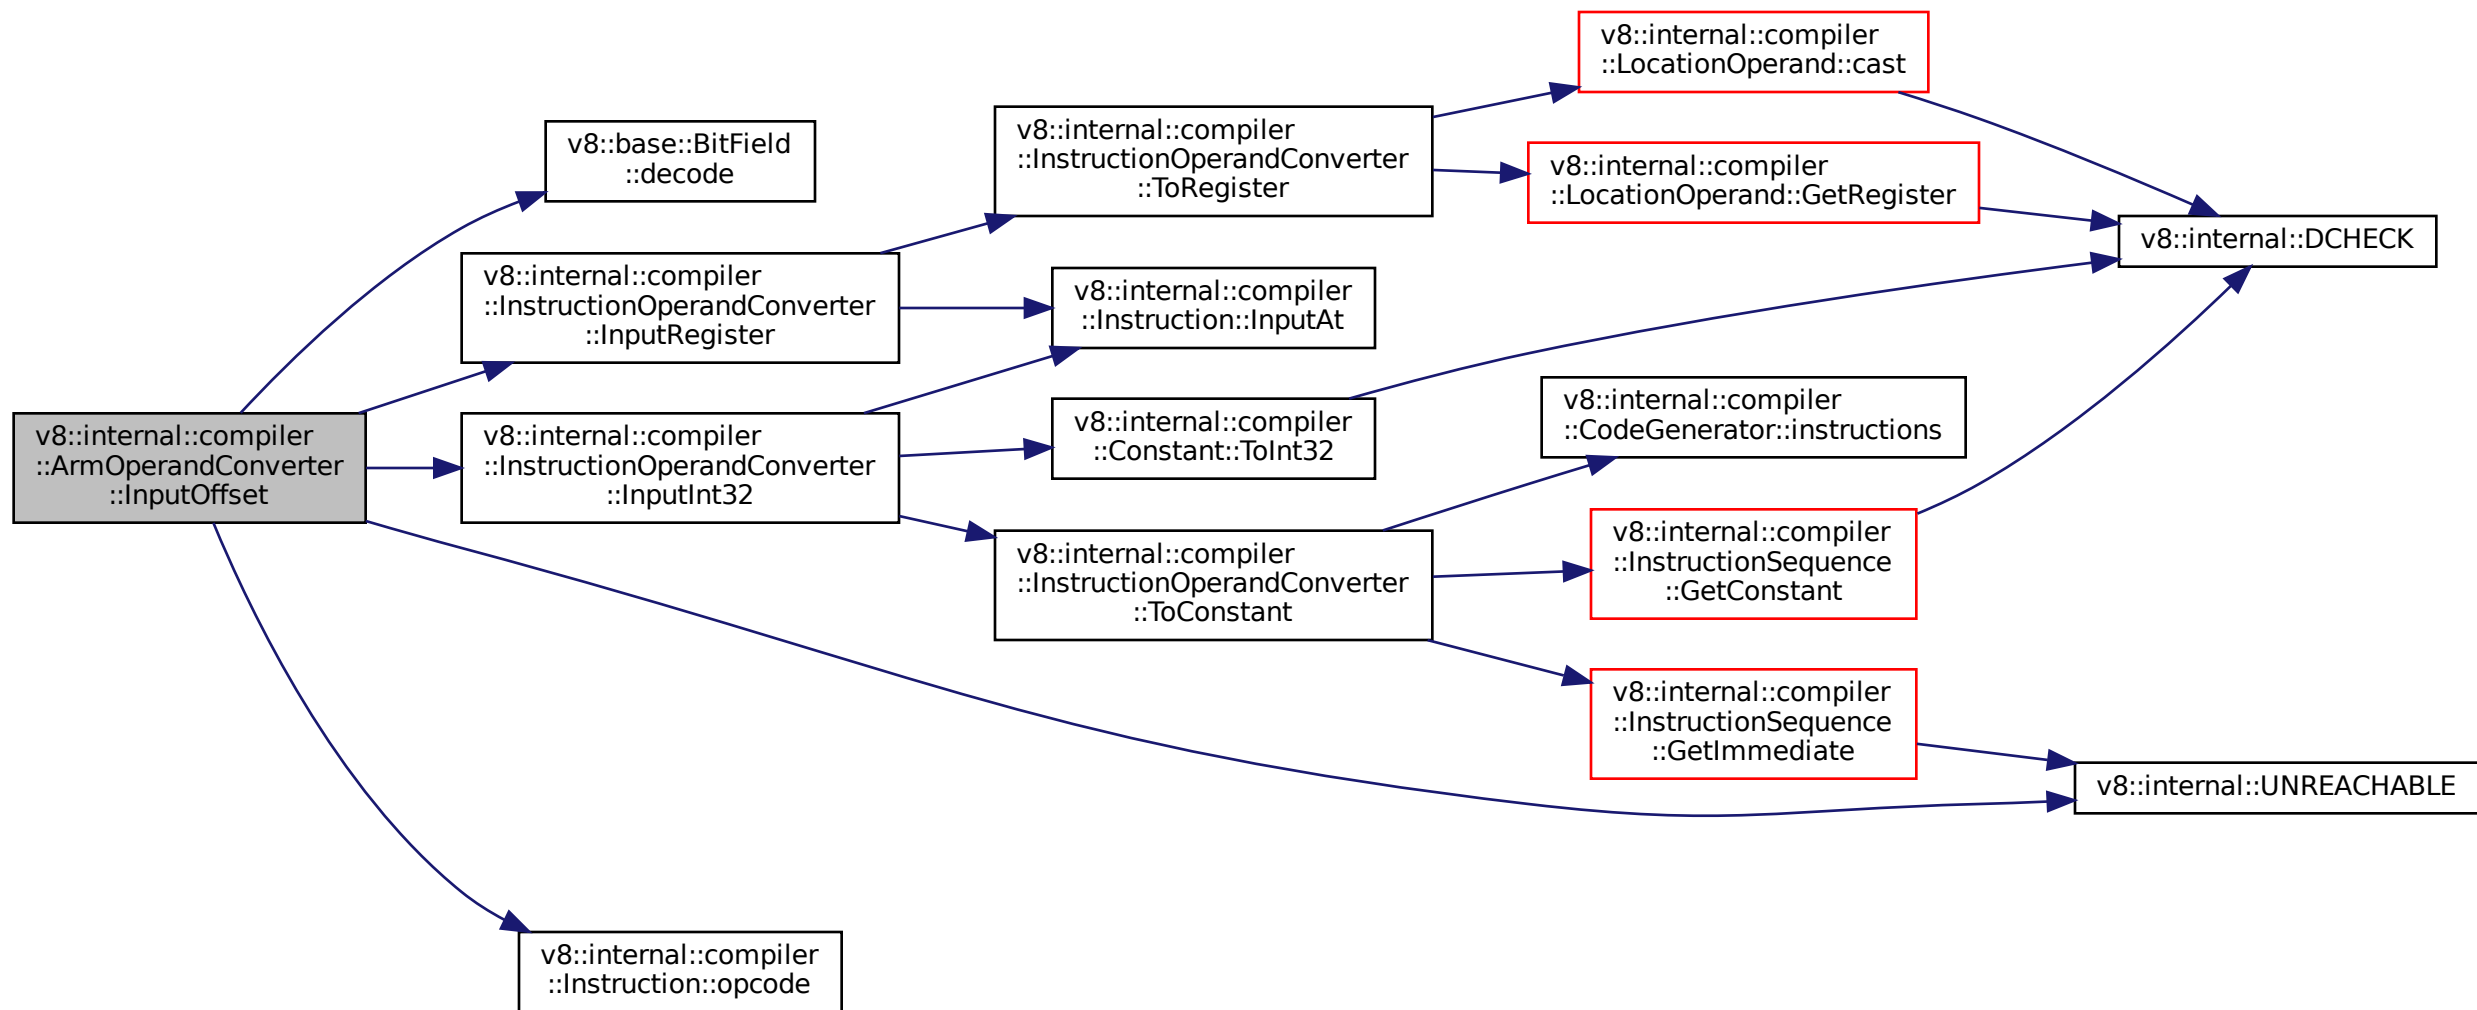 v8::internal::compiler
::ArmOperandConverter
::InputOffset
v8::base::BitField
::decode
v8::internal::compiler
::InstructionOperandConverter
::InputRegister
v8::internal::compiler
::InstructionOperandConverter
::InputInt32
v8::internal::compiler
::Instruction::opcode
v8::internal::compiler
::InstructionOperandConverter
::ToRegister
v8::internal::compiler
::Instruction::InputAt
v8::internal::compiler
::Constant::ToInt32
v8::internal::compiler
::InstructionOperandConverter
::ToConstant
v8::internal::compiler
::LocationOperand::cast
v8::internal::compiler
::LocationOperand::GetRegister
v8::internal::compiler
::CodeGenerator::instructions
v8::internal::compiler
::InstructionSequence
::GetConstant
v8::internal::compiler
::InstructionSequence
::GetImmediate
v8::internal::DCHECK
v8::internal::UNREACHABLE